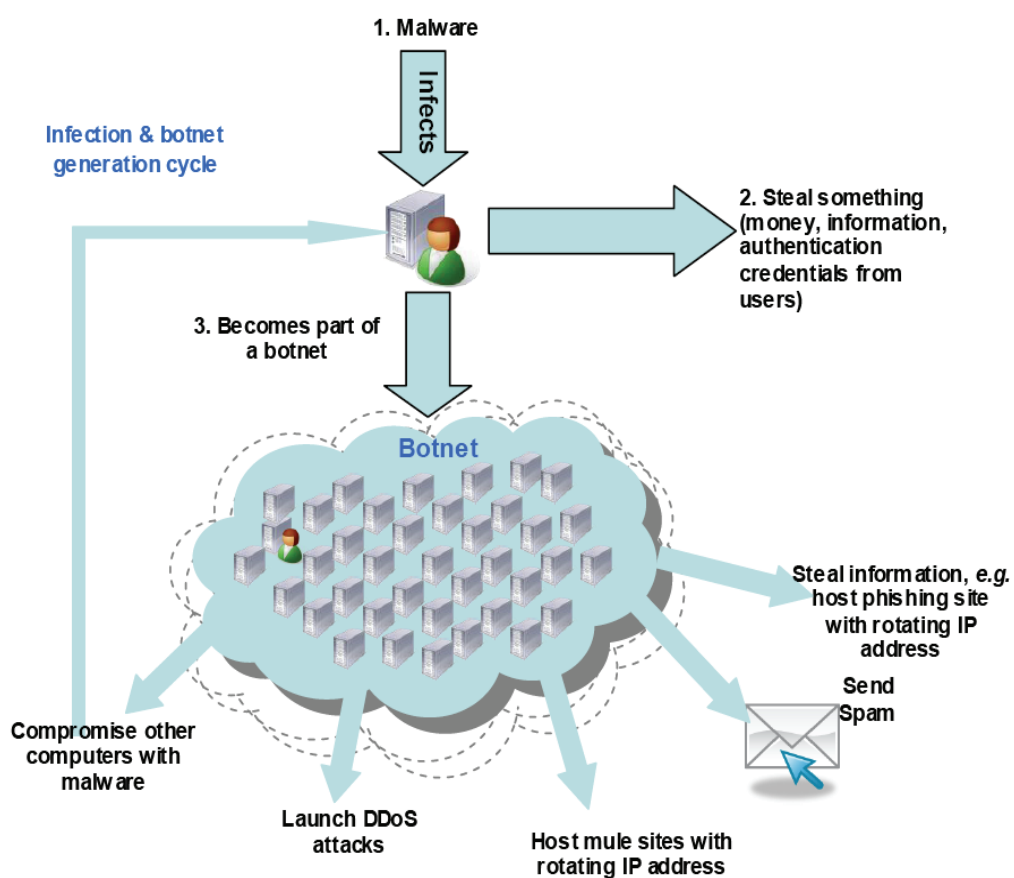 1. Malware
Infects
Infection & botnet
generation cycle
2. Steal something
(money, information,
authentication
credentials from
users)
3. Becomes part of
a botnet
Botnet
Steal information, e.g.
host phishing site
with rotating IP
address
Send
Spam
Compromise other
computers with
malware
Launch DDoS
attacks
Host mule sites with
rotating IP address